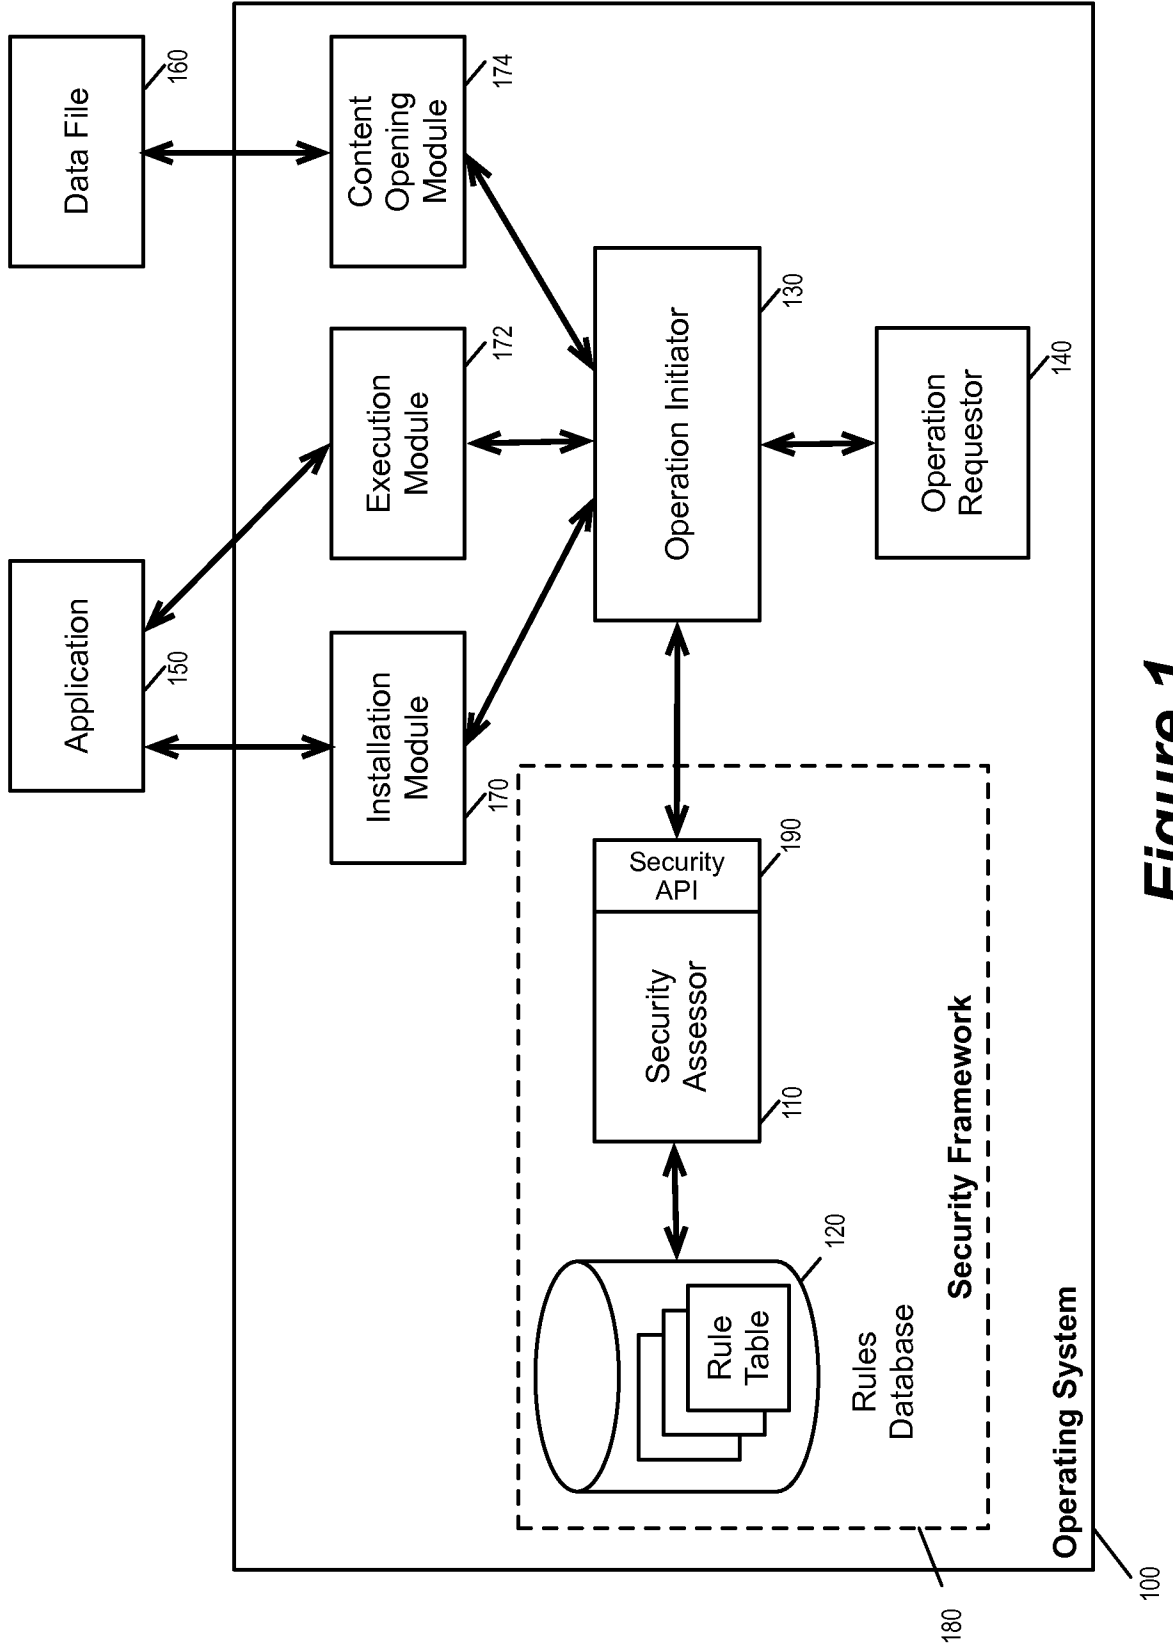 Application
150
Data File
160
Installation
Module
170
Execution
Module
172
Content
Opening
Module
174
Rule
Table
120
Rules
Database
Security
Assessor
110
Security
API
190
Operation Initiator
130
Operation
Requestor
140
Security Framework
180
Operating System
100
Figure 1